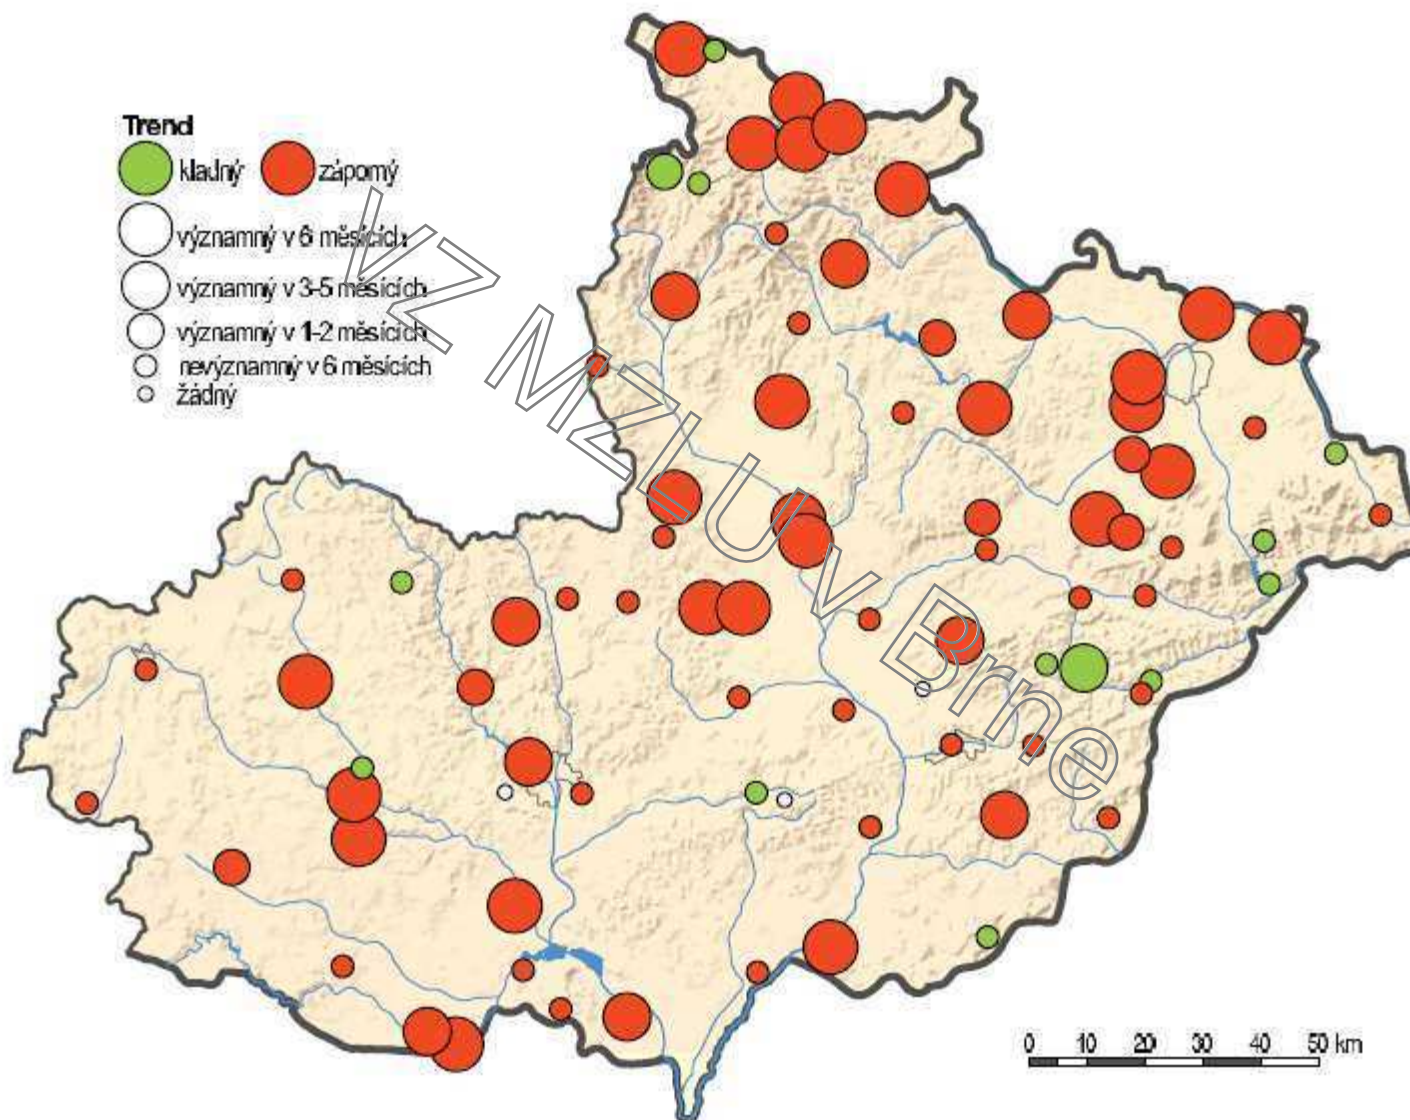 Trend
kladný záporný
významný v 6 měsících
významný v 3-5 měsících
významný v 1-2 měsících
nevýznamný v 6 měsících
žádný
VZ MZLU v Brne
0 10 20 30 40 50 km